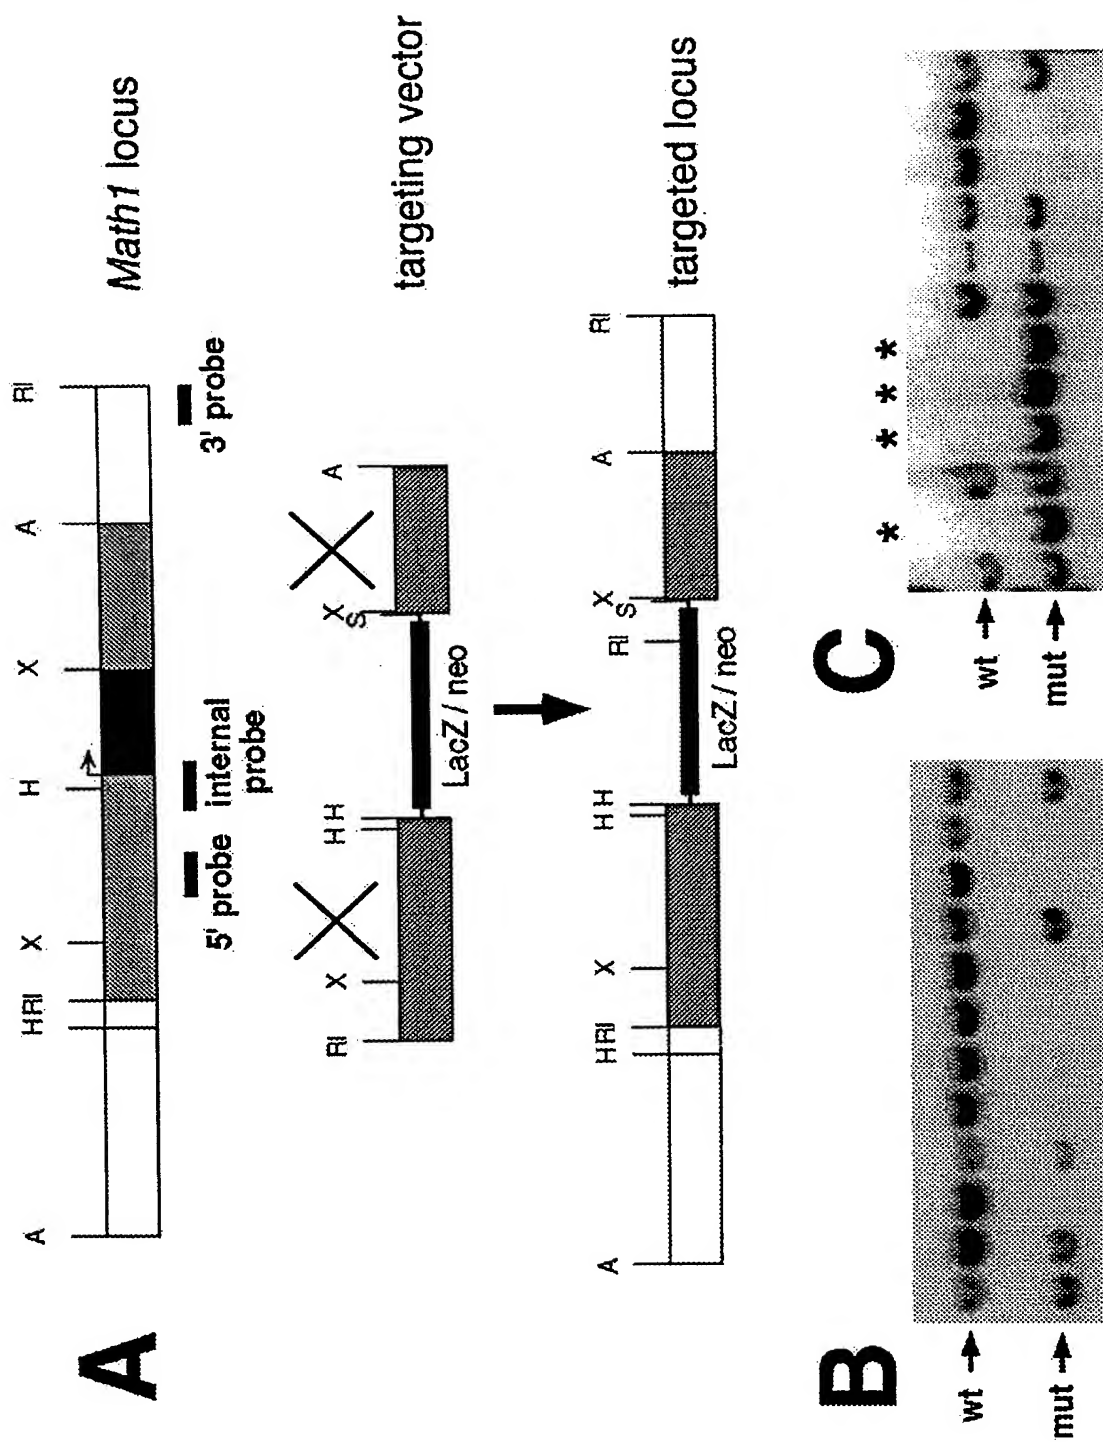 A
A HRI X H X A RI
Math1 locus
5' probe
internal probe
3' probe
RI X HH X S A
LacZ / neo
targeting vector
A HRI X HH RI S X A RI
LacZ / neo
targeted locus
B
wt
mut
C
* * * *
wt
mut